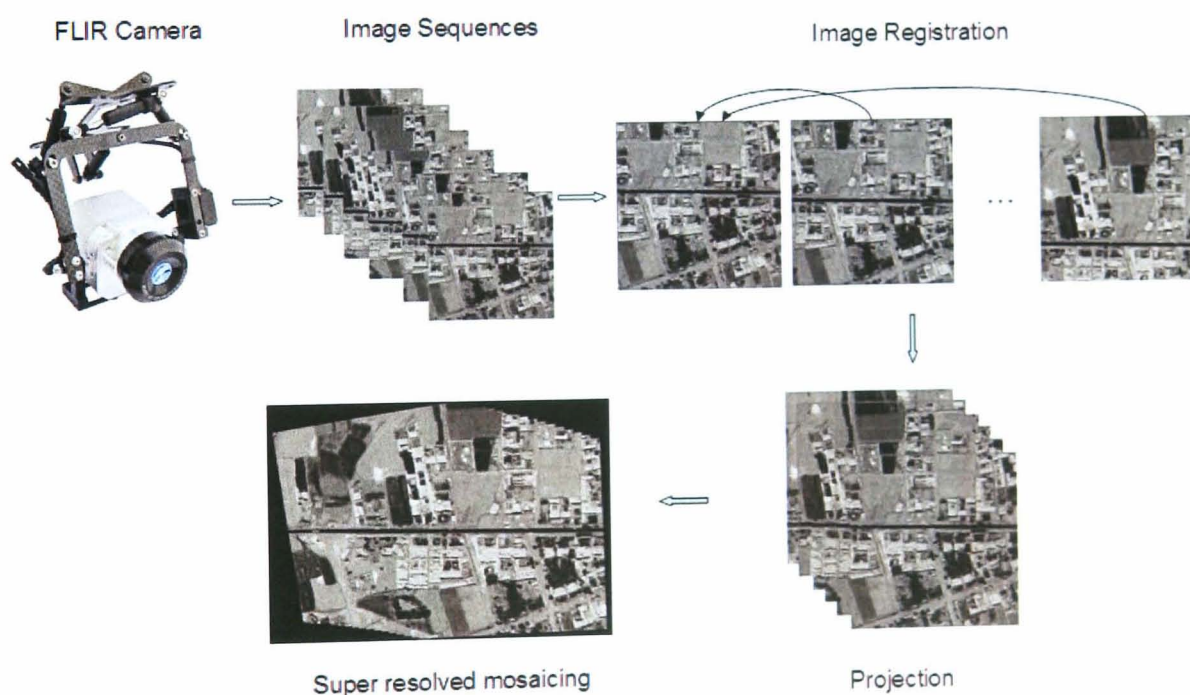 FLIR Camera
Image Sequences
Image Registration
...
Super resolved mosaicing
Projection